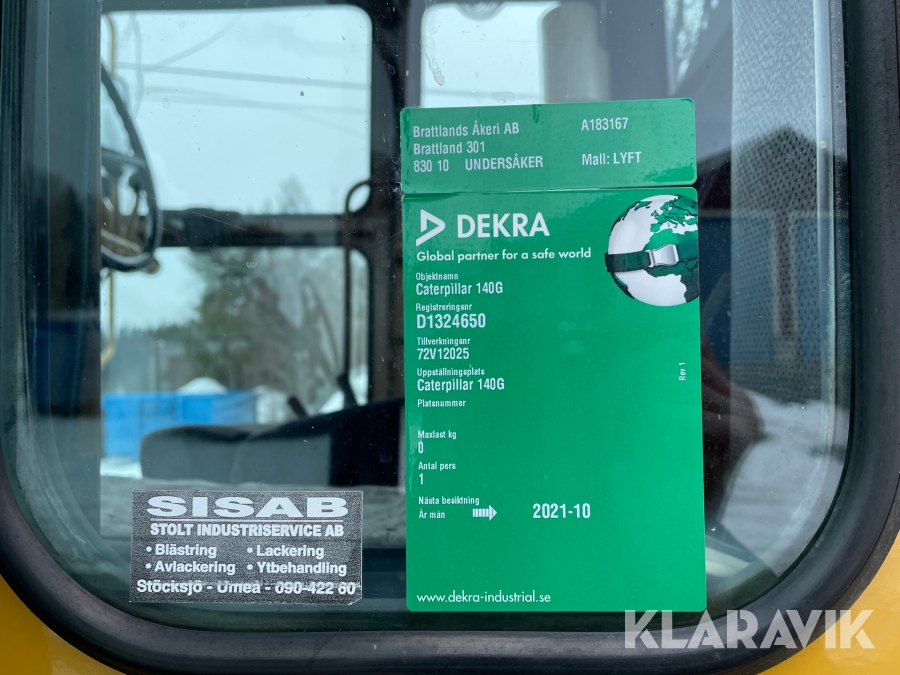 Brattlands Åkeri AB A183167
Brattland 301
830 10 UNDERSÅKER Mall: LYFT
DEKRA
Global partner for a safe world
Objektnamn
Caterpillar 140G
Registreringsnr
D1324650
Tillverkningsnr
72V12025
Uppställningsplats
Caterpillar 140G
Platsnummer
Rev 1
Maxlast kg
0
Antal pers
1
Nästa besiktning
År mån 2021-10
www.dekra-industrial.se
SISAB
STOLT INDUSTRISERVICE AB
• Blästring • Lackering
• Avlackering • Ytbehandling
Stöcksjö - Umeå - 090-422 60
KLARAVIK